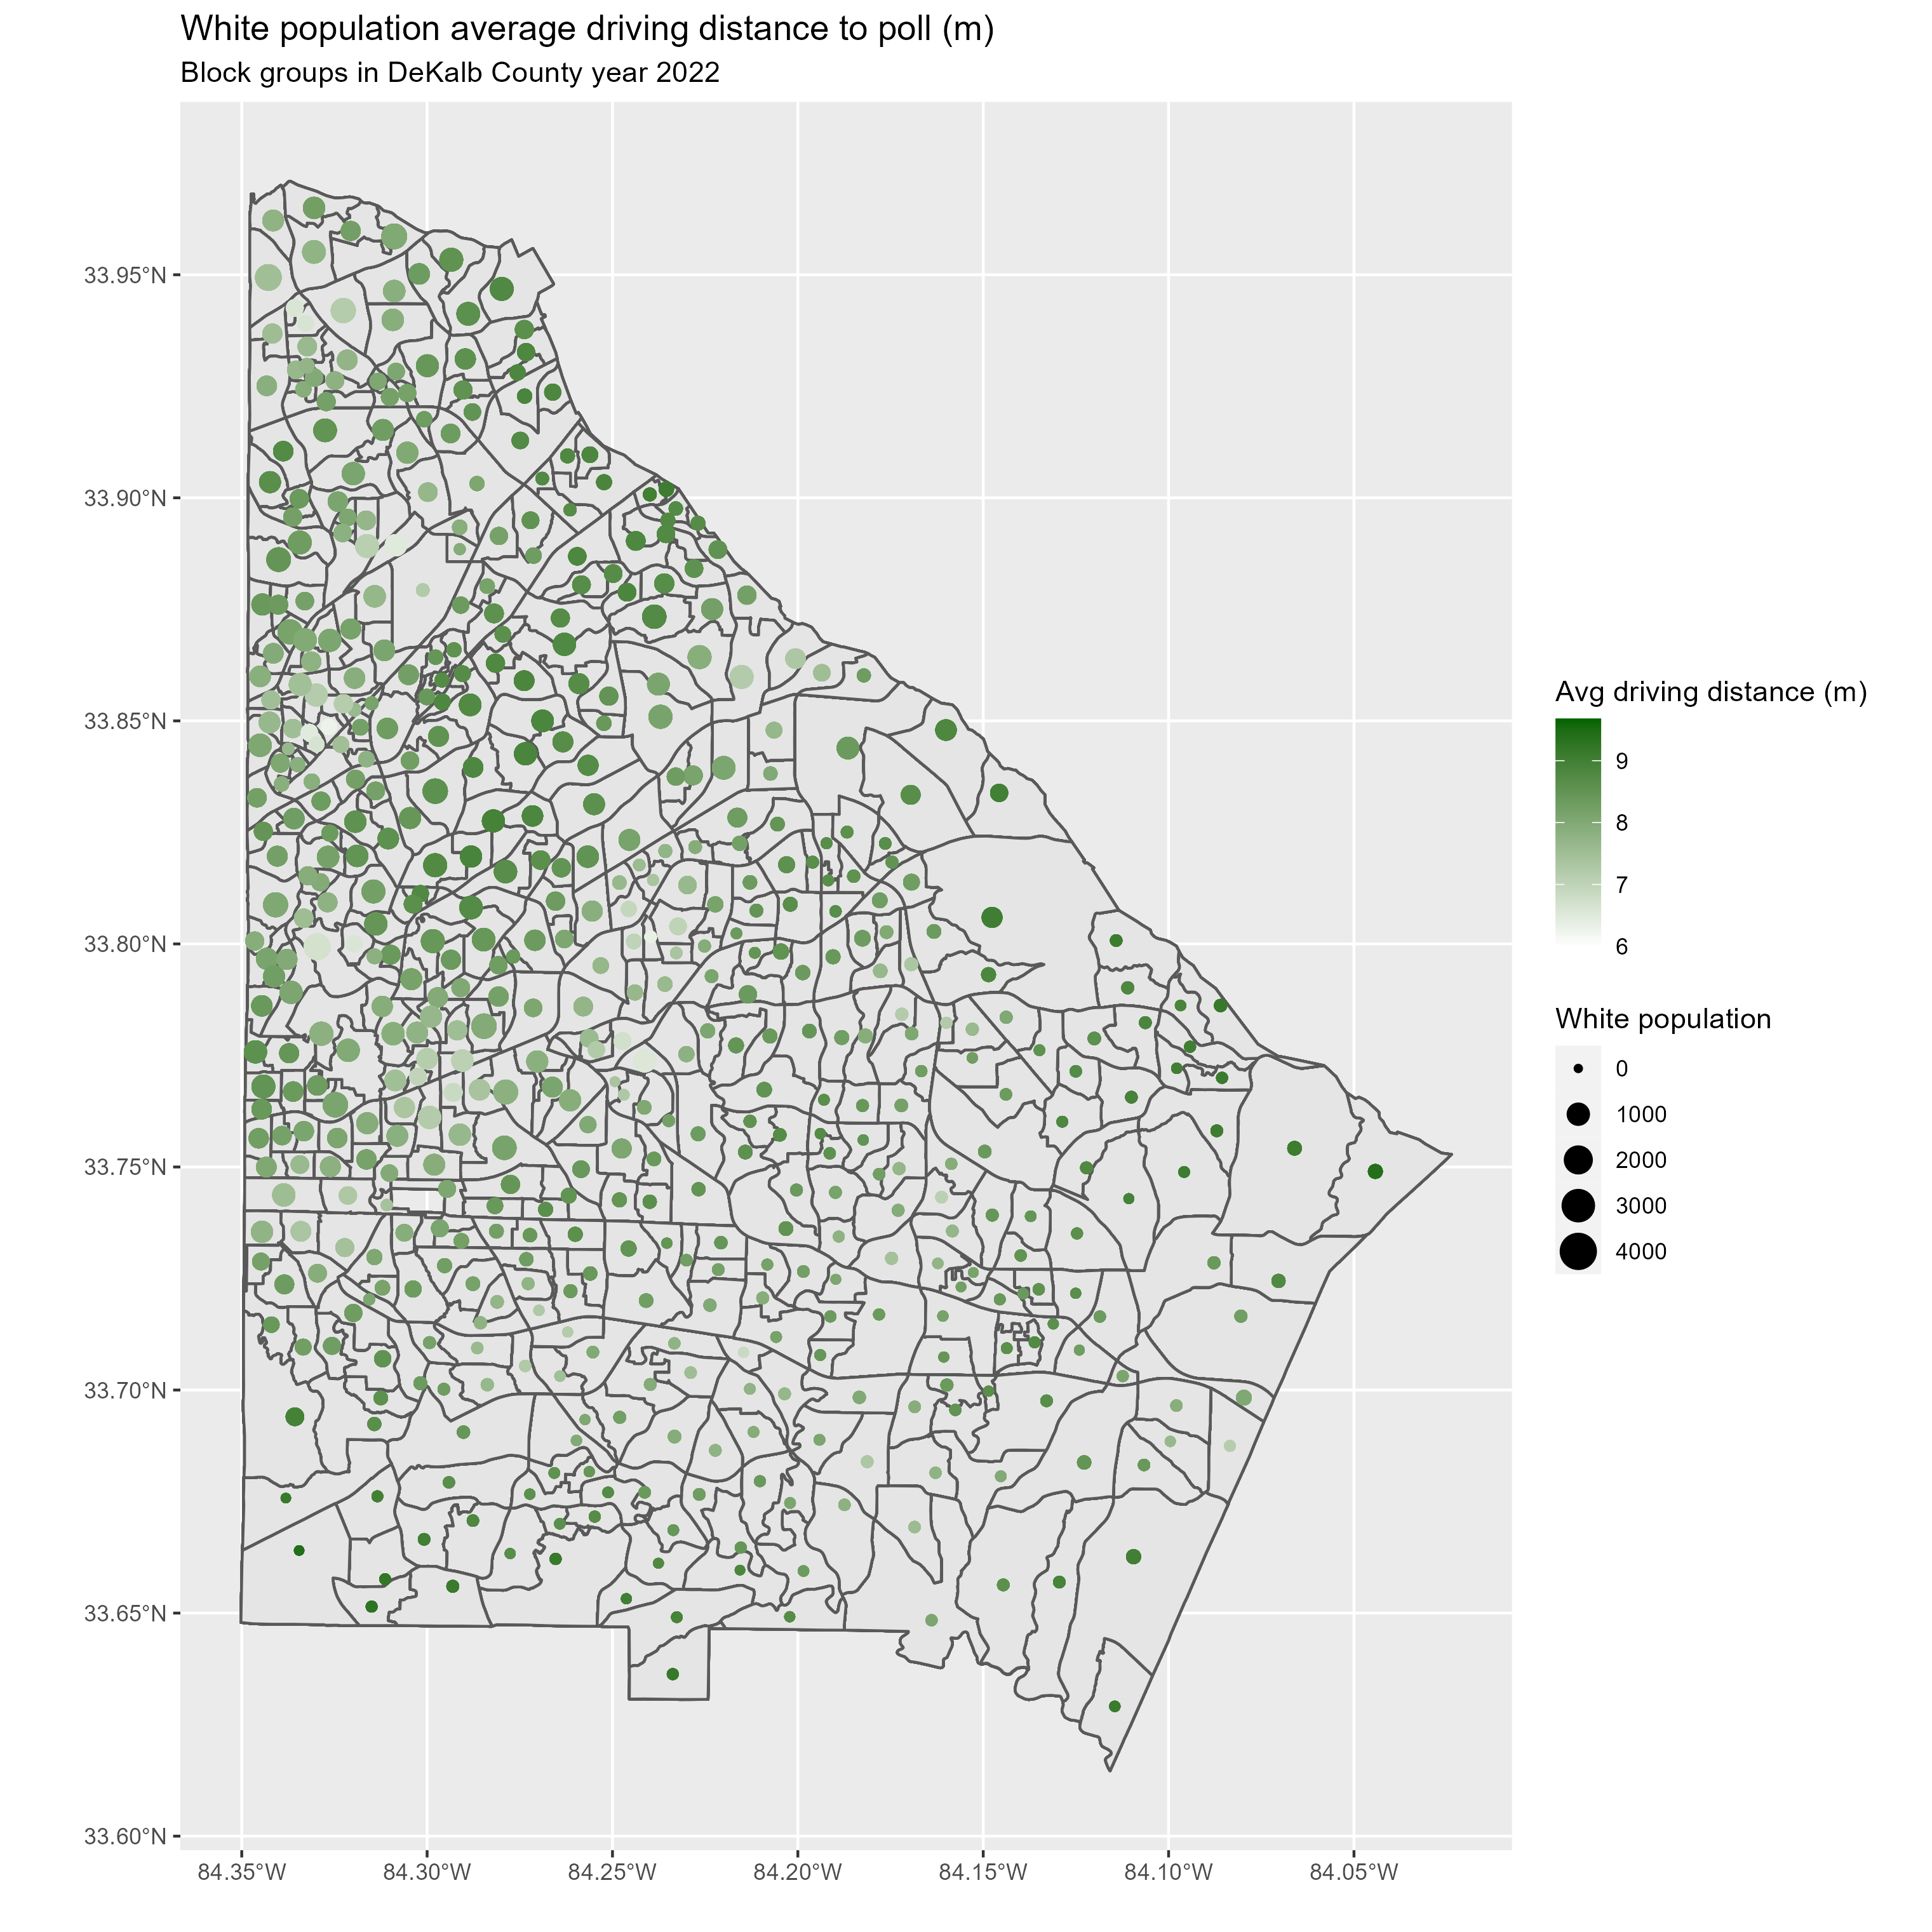 White population average driving distance to poll (m)
Block groups in DeKalb County year 2022
33.95°N
33.90°N
33.85°N
33.80°N
33.75°N
33.70°N
33.65°N
33.60°N
84.35°W
84.30°W
84.25°W
84.20°W
84.15°W
84.10°W
84.05°W
Avg driving distance (m)
9
8
7
6
White population
0
1000
2000
3000
4000